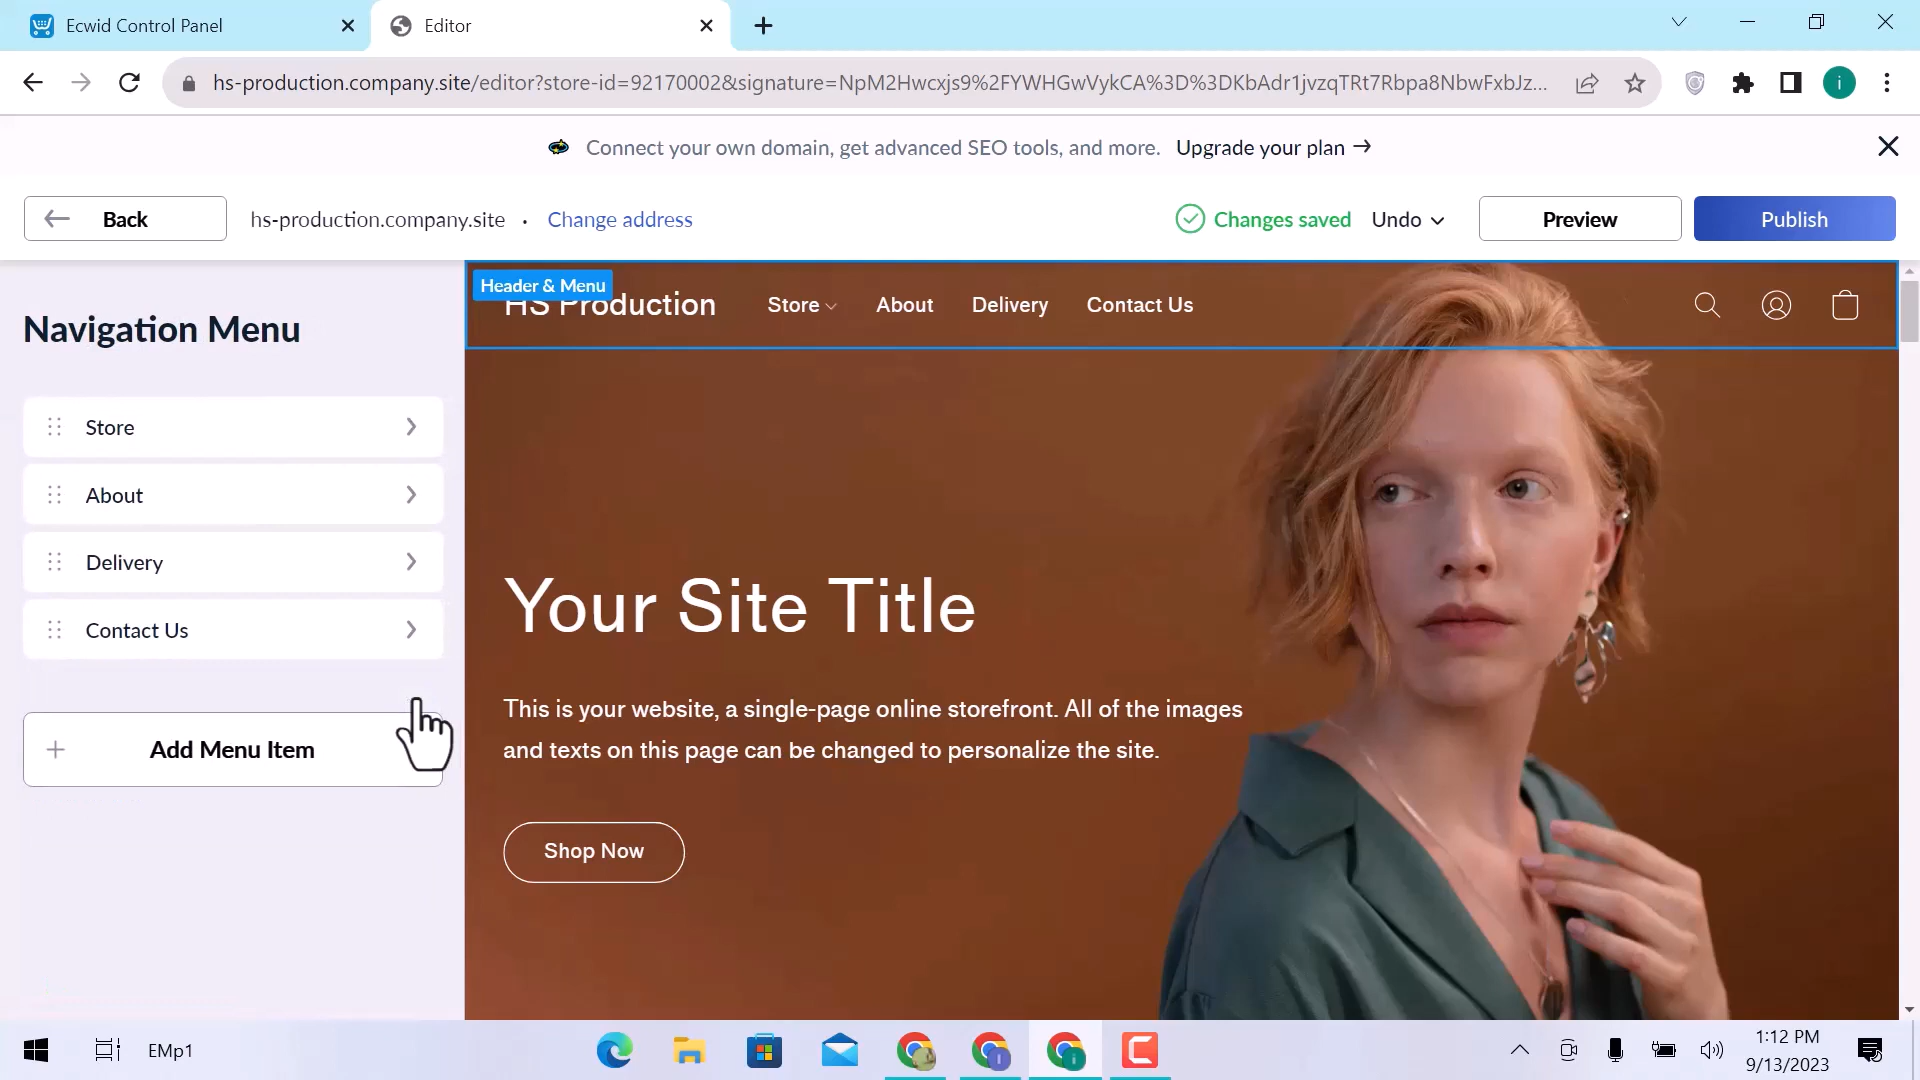 Ecwid Control Panel
Editor
hs-production.company.site/editor?store-id=92170002&signature=NpM2Hwcxjs9%2FYWHGwVykCA%3D%3DKbAdr1jvzqTRt7Rbpa8NbwFxbJz...
i
Connect your own domain, get advanced SEO tools, and more. Upgrade your plan →
Back
hs-production.company.site · Change address
Changes saved
Undo
Preview
Publish
Navigation Menu
Store
About
Delivery
Contact Us
+ Add Menu Item
Header & Menu
HS Production
Store
About
Delivery
Contact Us
Your Site Title
This is your website, a single-page online storefront. All of the images
and texts on this page can be changed to personalize the site.
Shop Now
EMp1
1:12 PM
9/13/2023